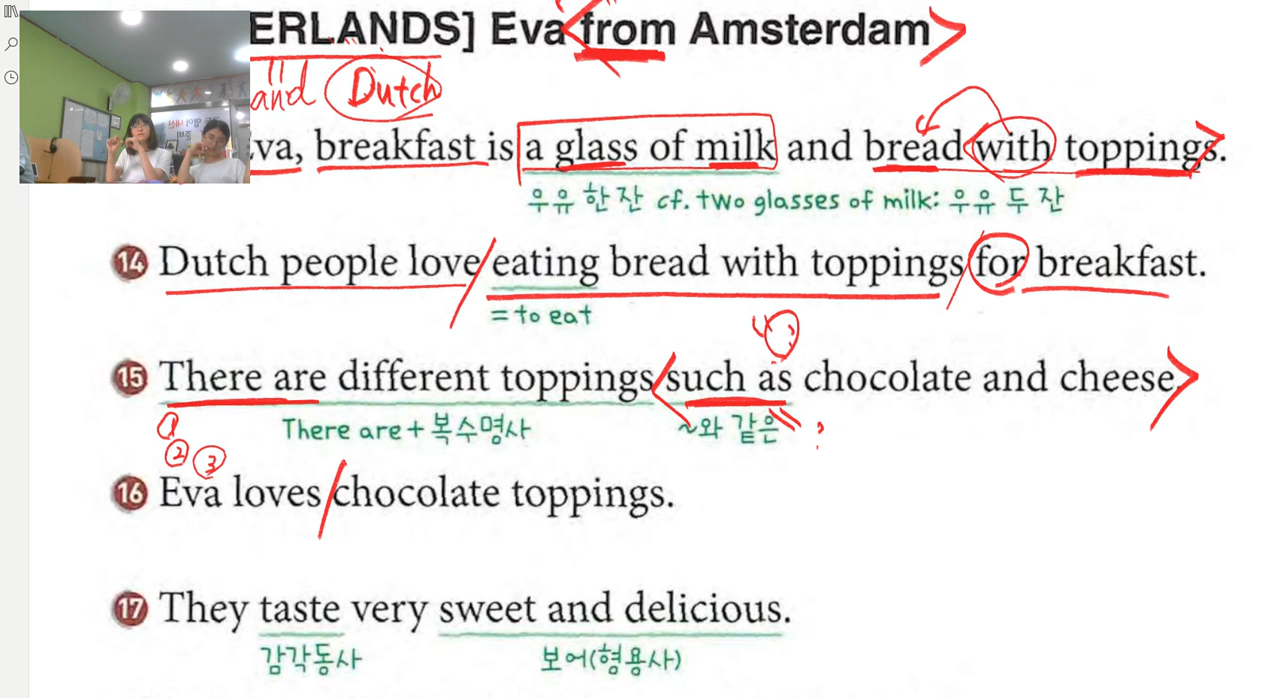 ERLANDS] Eva from Amsterdam
and Dutch
va, breakfast is a glass of milk and bread with toppings.
우유 한 잔 cf. two glasses of milk: 우유 두 잔
14 Dutch people love eating bread with toppings for breakfast.
= to eat
15 There are different toppings such as chocolate and cheese.
There are + 복수명사 ~와 같은
① ② ③
16 Eva loves chocolate toppings.
17 They taste very sweet and delicious.
감각동사 보어(형용사)